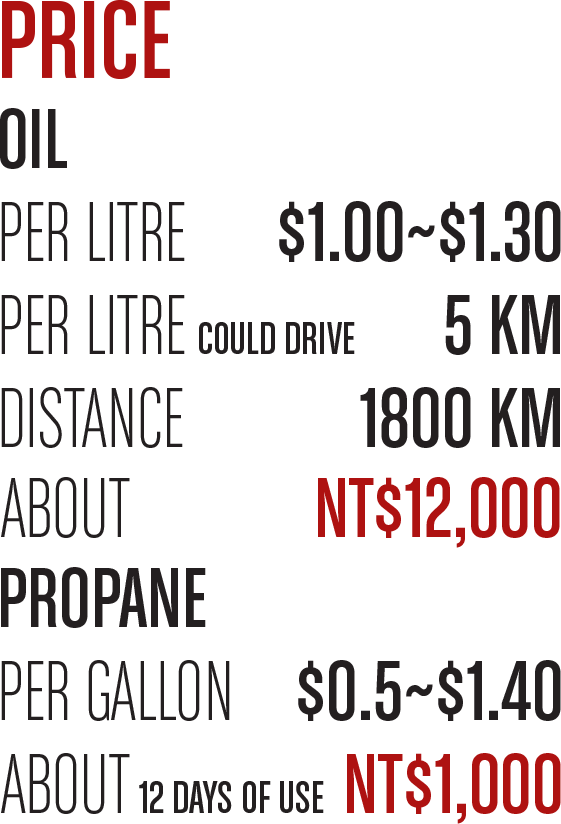 PRICE
OIL
PER LITRE $1.00~$1.30
PER LITRE COULD DRIVE 5 KM
DISTANCE 1800 KM
ABOUT NT$12,000
PROPANE
PER GALLON $0.5~$1.40
ABOUT 12 DAYS OF USE NT$1,000